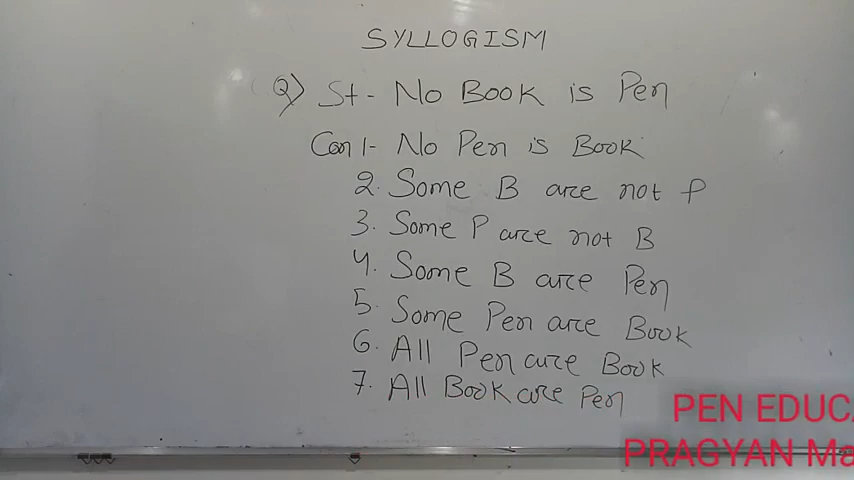 SYLLOGISM
Q) St - No Book is Pen
Con 1- No Pen is Book
2. Some B are not P
3. Some P are not B
4. Some B are Pen
5. Some Pen are Book
6. All Pen are Book
7. All Book are Pen
PEN EDUC
PRAGYAN Ma